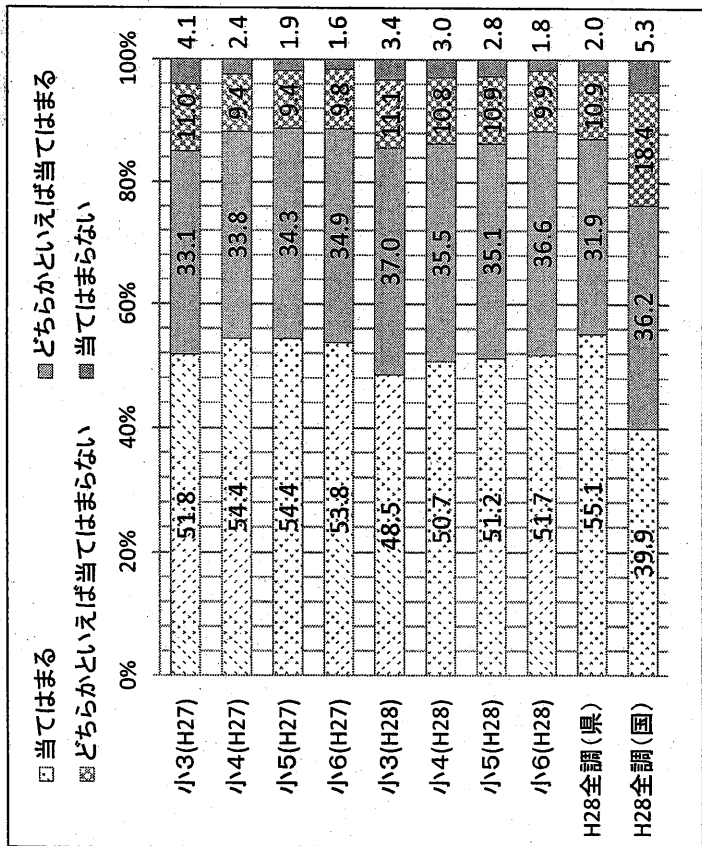 □当てはまる ■どちらかといえば当てはまる
どちらかといえば当てはまらない ■当てはまらない
0% 20% 40% 60% 80% 100%
小3(H27) 51.8 33.1 11.0 4.1
小4(H27) 54.4 33.8 9.4 2.4
小5(H27) 54.4 34.3 9.4 1.9
小6(H27) 53.8 34.9 9.8 1.6
小3(H28) 48.5 37.0 11.1 3.4
小4(H28) 50.7 35.5 10.8 3.0
小5(H28) 51.2 35.1 10.9 2.8
小6(H28) 51.7 36.6 9.9 1.8
H28全調(県) 55.1 31.9 10.9 2.0
H28全調(国) 39.9 36.2 18.4 5.3